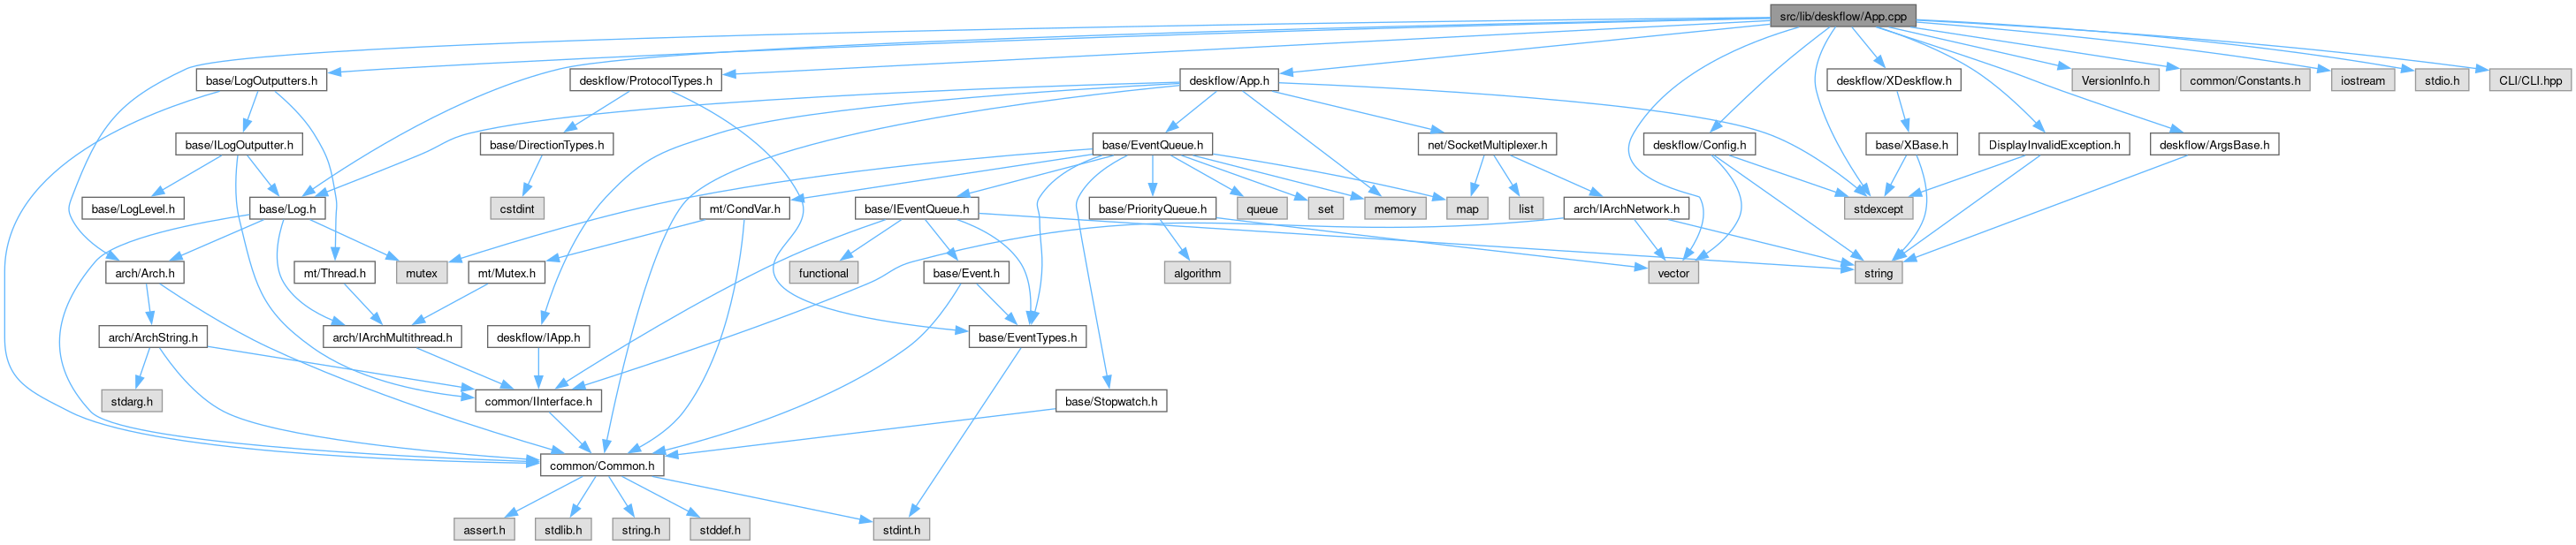 src/lib/deskflow/App.cpp
base/LogOutputters.h
deskflow/ProtocolTypes.h
deskflow/App.h
deskflow/XDeskflow.h
VersionInfo.h
common/Constants.h
iostream
stdio.h
CLI/CLI.hpp
base/ILogOutputter.h
base/DirectionTypes.h
base/EventQueue.h
net/SocketMultiplexer.h
deskflow/Config.h
base/XBase.h
DisplayInvalidException.h
deskflow/ArgsBase.h
base/LogLevel.h
base/Log.h
cstdint
mt/CondVar.h
base/IEventQueue.h
base/PriorityQueue.h
queue
set
memory
map
list
arch/IArchNetwork.h
stdexcept
arch/Arch.h
mt/Thread.h
mutex
mt/Mutex.h
functional
base/Event.h
algorithm
vector
string
arch/ArchString.h
arch/IArchMultithread.h
deskflow/IApp.h
base/EventTypes.h
stdarg.h
common/IInterface.h
base/Stopwatch.h
common/Common.h
assert.h
stdlib.h
string.h
stddef.h
stdint.h